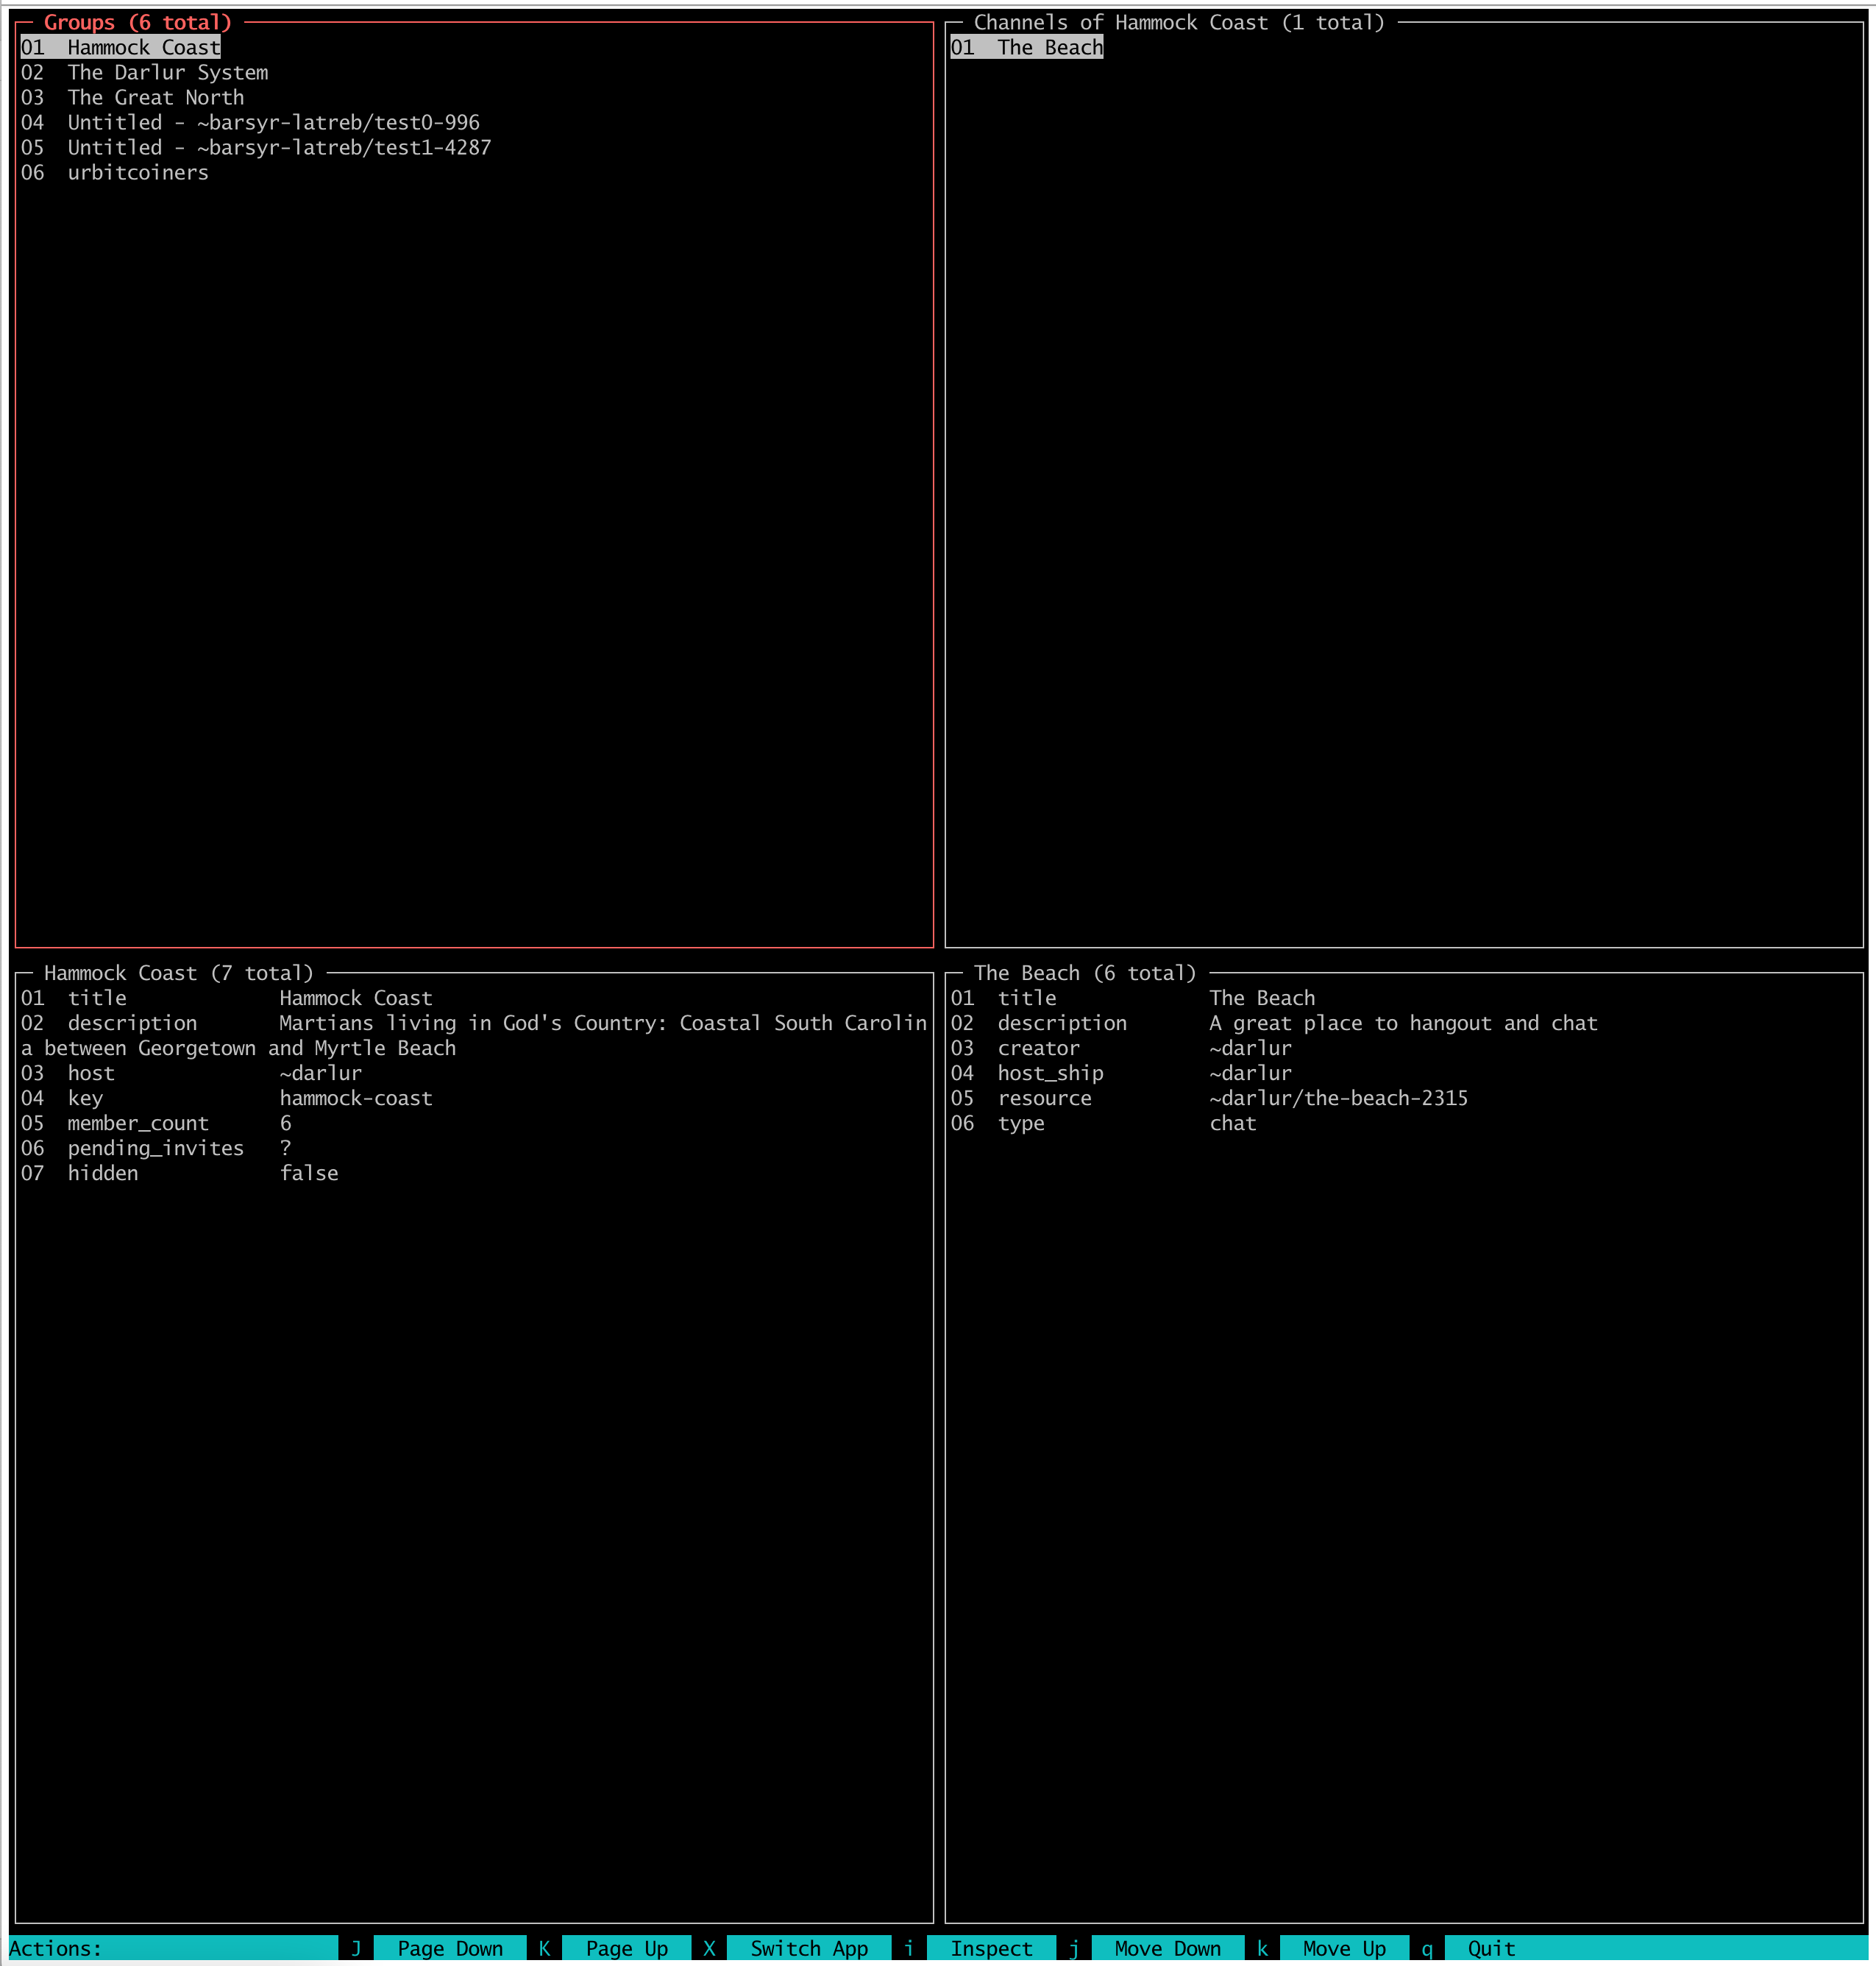 Groups (6 total)
01  Hammock Coast
02  The Darlur System
03  The Great North
04  Untitled - ~barsyr-latreb/test0-996
05  Untitled - ~barsyr-latreb/test1-4287
06  urbitcoiners
Channels of Hammock Coast (1 total)
01  The Beach
Hammock Coast (7 total)
01  title             Hammock Coast
02  description       Martians living in God's Country: Coastal South Carolin
a between Georgetown and Myrtle Beach
03  host              ~darlur
04  key               hammock-coast
05  member_count      6
06  pending_invites   ?
07  hidden            false
The Beach (6 total)
01  title             The Beach
02  description       A great place to hangout and chat
03  creator           ~darlur
04  host_ship         ~darlur
05  resource          ~darlur/the-beach-2315
06  type              chat
Actions:  J  Page Down  K  Page Up  X  Switch App  i  Inspect  j  Move Down  k  Move Up  q  Quit